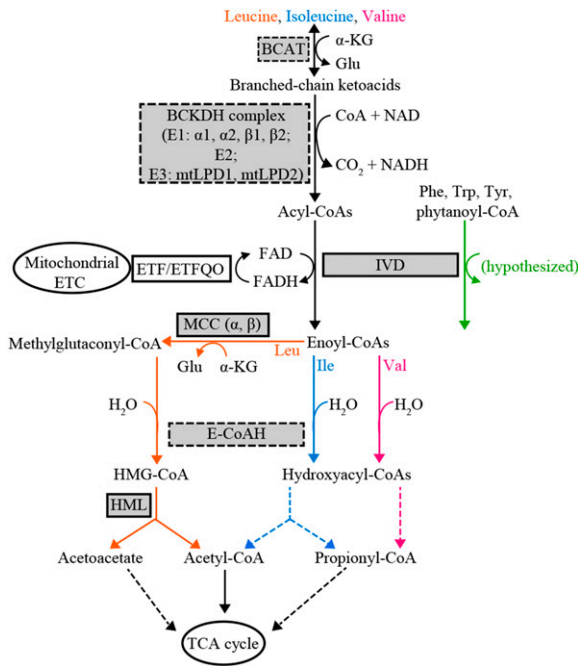 Leucine, Isoleucine, Valine
BCAT
α-KG
Glu
Branched-chain ketoacids
BCKDH complex
(E1: α1, α2, β1, β2;
E2;
E3: mtLPD1, mtLPD2)
CoA + NAD
CO₂ + NADH
Acyl-CoAs
Phe, Trp, Tyr,
phytanoyl-CoA
Mitochondrial
ETC
ETF/ETFQO
FAD
FADH
IVD
(hypothesized)
MCC (α, β)
Methylglutaconyl-CoA
Enoyl-CoAs
Leu
Glu
α-KG
Ile
Val
H₂O
H₂O
H₂O
E-CoAH
HMG-CoA
Hydroxyacyl-CoAs
HML
Acetoacetate
Acetyl-CoA
Propionyl-CoA
TCA cycle